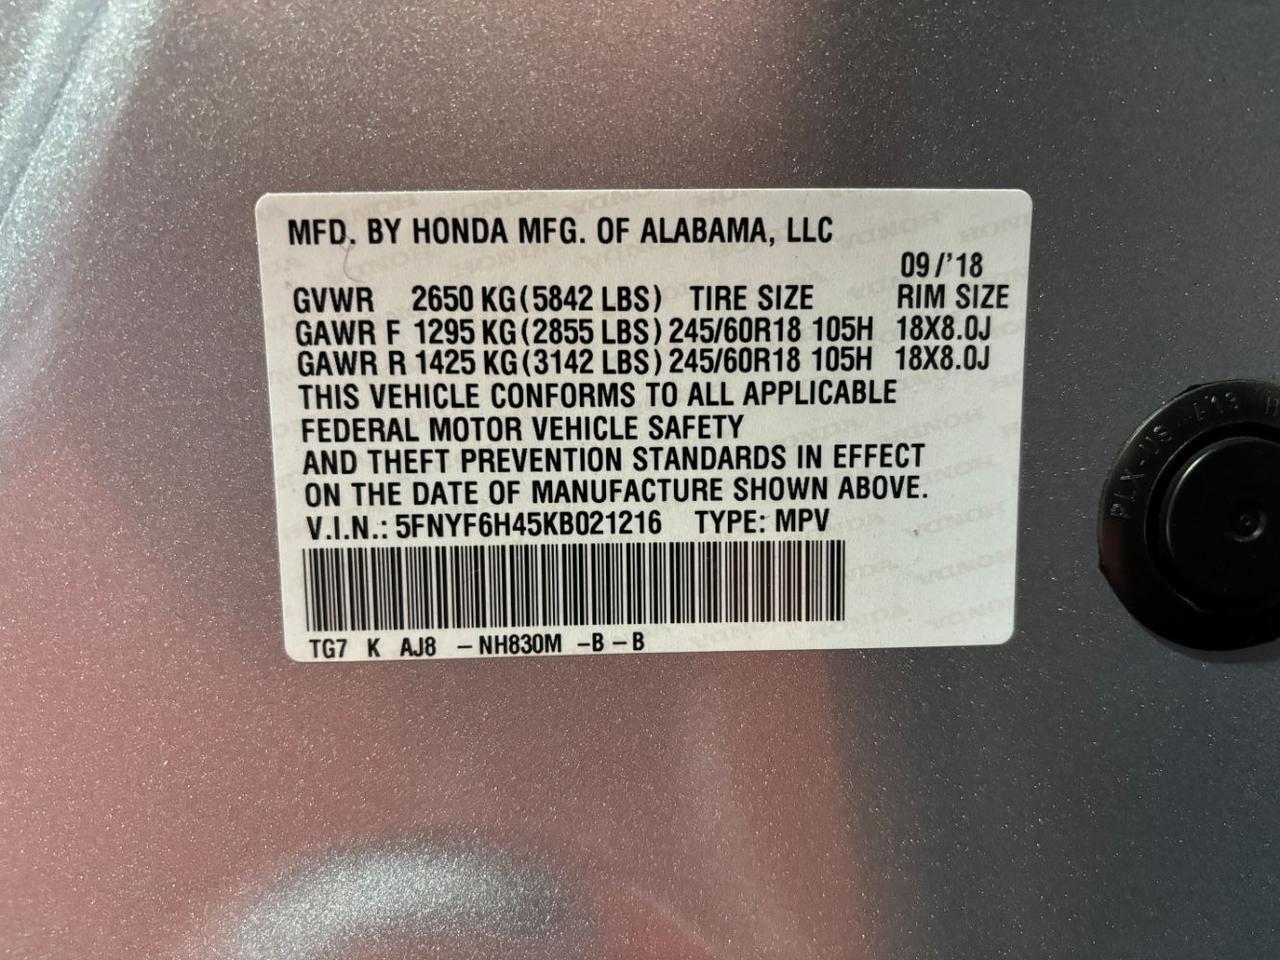 MFD. BY HONDA MFG. OF ALABAMA, LLC
09/'18
GVWR 2650 KG(5842 LBS) TIRE SIZE RIM SIZE
GAWR F 1295 KG(2855 LBS) 245/60R18 105H 18X8.0J
GAWR R 1425 KG(3142 LBS) 245/60R18 105H 18X8.0J
THIS VEHICLE CONFORMS TO ALL APPLICABLE
FEDERAL MOTOR VEHICLE SAFETY
AND THEFT PREVENTION STANDARDS IN EFFECT
ON THE DATE OF MANUFACTURE SHOWN ABOVE.
V.I.N.: 5FNYF6H45KB021216 TYPE: MPV
TG7 K AJ8 -NH830M -B-B
PLX-US -A13